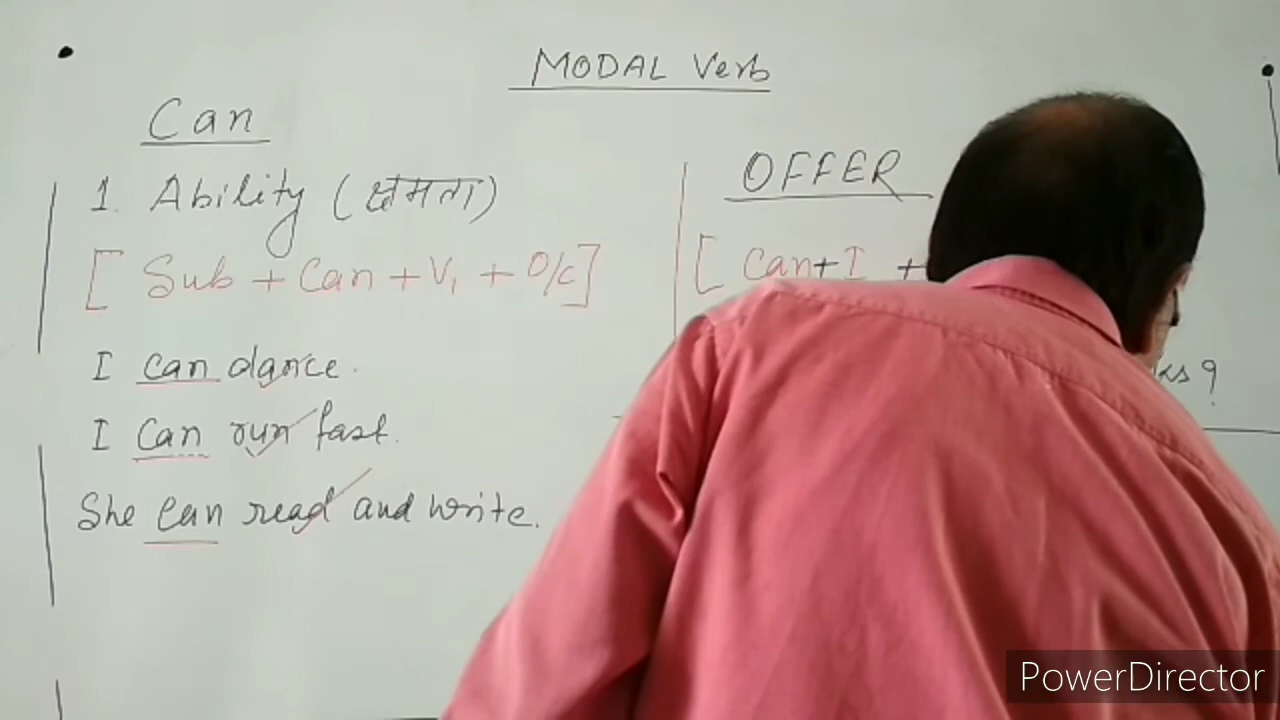 MODAL Verb
Can
1. Ability (क्षमता)
[ Sub + Can + V₁ + O/C]
I can dance.
I can run fast.
She can read and write.
OFFER
[ Can + I +
?
PowerDirector